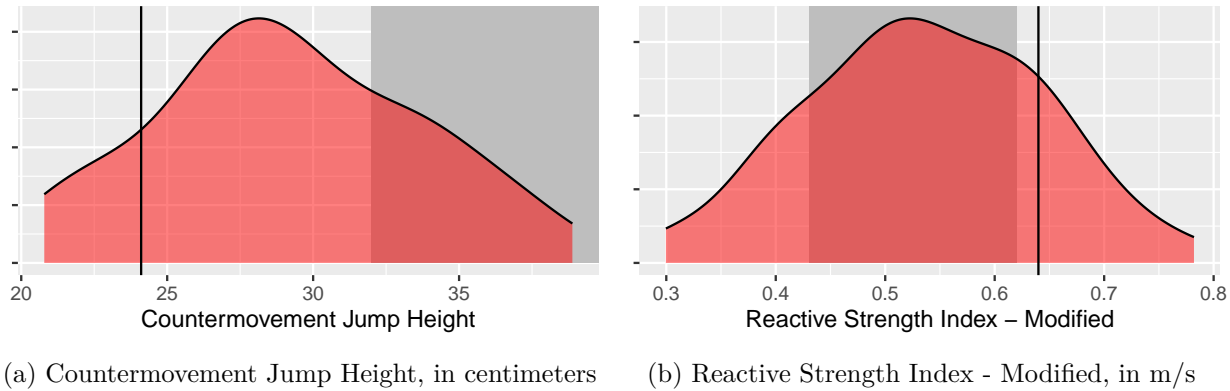 20 25 30 35
Countermovement Jump Height
(a) Countermovement Jump Height, in centimeters
0.3 0.4 0.5 0.6 0.7 0.8
Reactive Strength Index − Modified
(b) Reactive Strength Index - Modified, in m/s